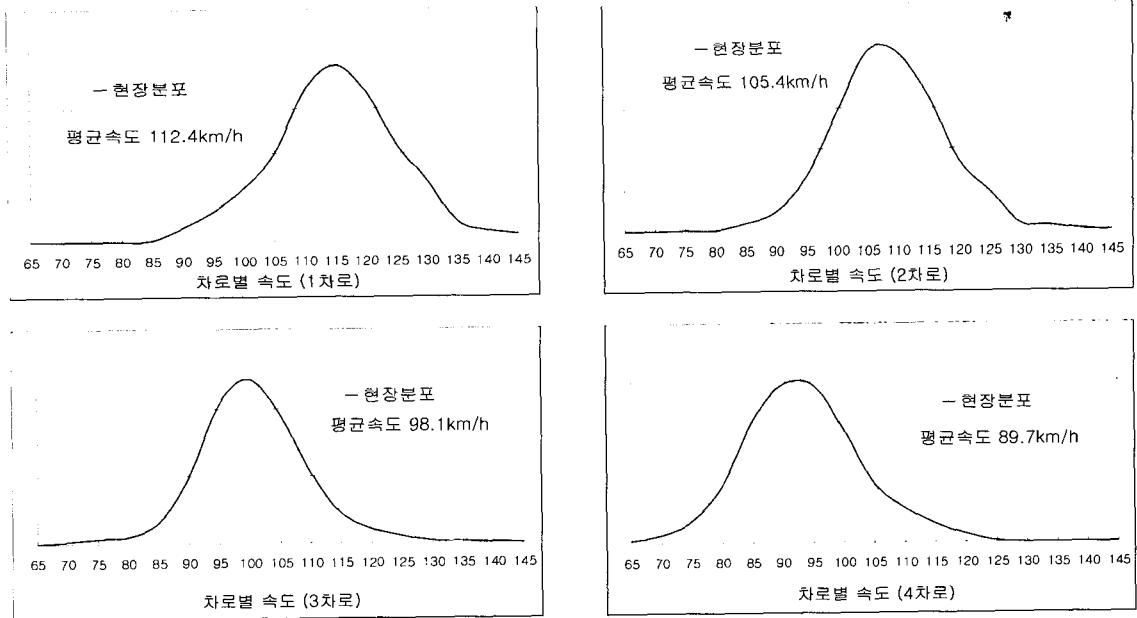 — 현장분포
평균속도 112.4km/h
65 70 75 80 85 90 95 100 105 110 115 120 125 130 135 140 145
차로별 속도 (1차로)
— 현장분포
평균속도 105.4km/h
65 70 75 80 85 90 95 100 105 110 115 120 125 130 135 140 145
차로별 속도 (2차로)
— 현장분포
평균속도 98.1km/h
65 70 75 80 85 90 95 100 105 110 115 120 125 130 135 140 145
차로별 속도 (3차로)
— 현장분포
평균속도 89.7km/h
65 70 75 80 85 90 95 100 105 110 115 120 125 130 135 140 145
차로별 속도 (4차로)